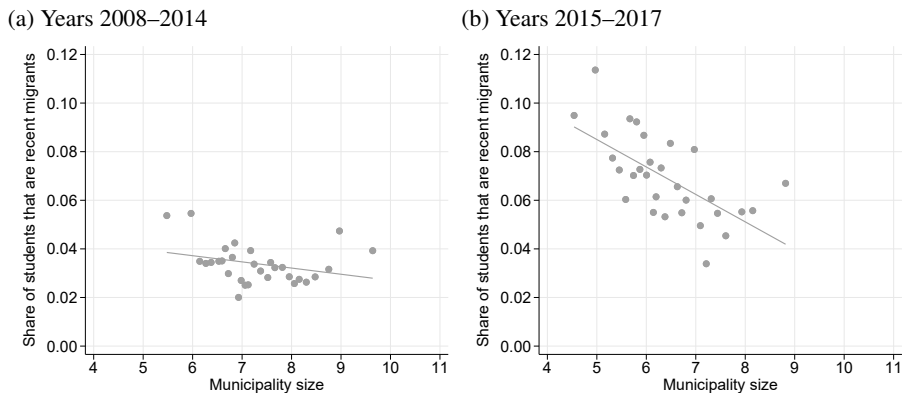 (a) Years 2008–2014
Share of students that are recent migrants
0.12
0.10
0.08
0.06
0.04
0.02
0.00
4 5 6 7 8 9 10 11
Municipality size
(b) Years 2015–2017
Share of students that are recent migrants
0.12
0.10
0.08
0.06
0.04
0.02
0.00
4 5 6 7 8 9 10 11
Municipality size